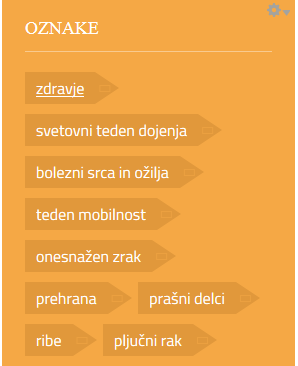 OZNAKE
zdravje
svetovni teden dojenja
bolezni srca in ožilja
teden mobilnost
onesnažen zrak
prehrana prašni delci
ribe pljučni rak